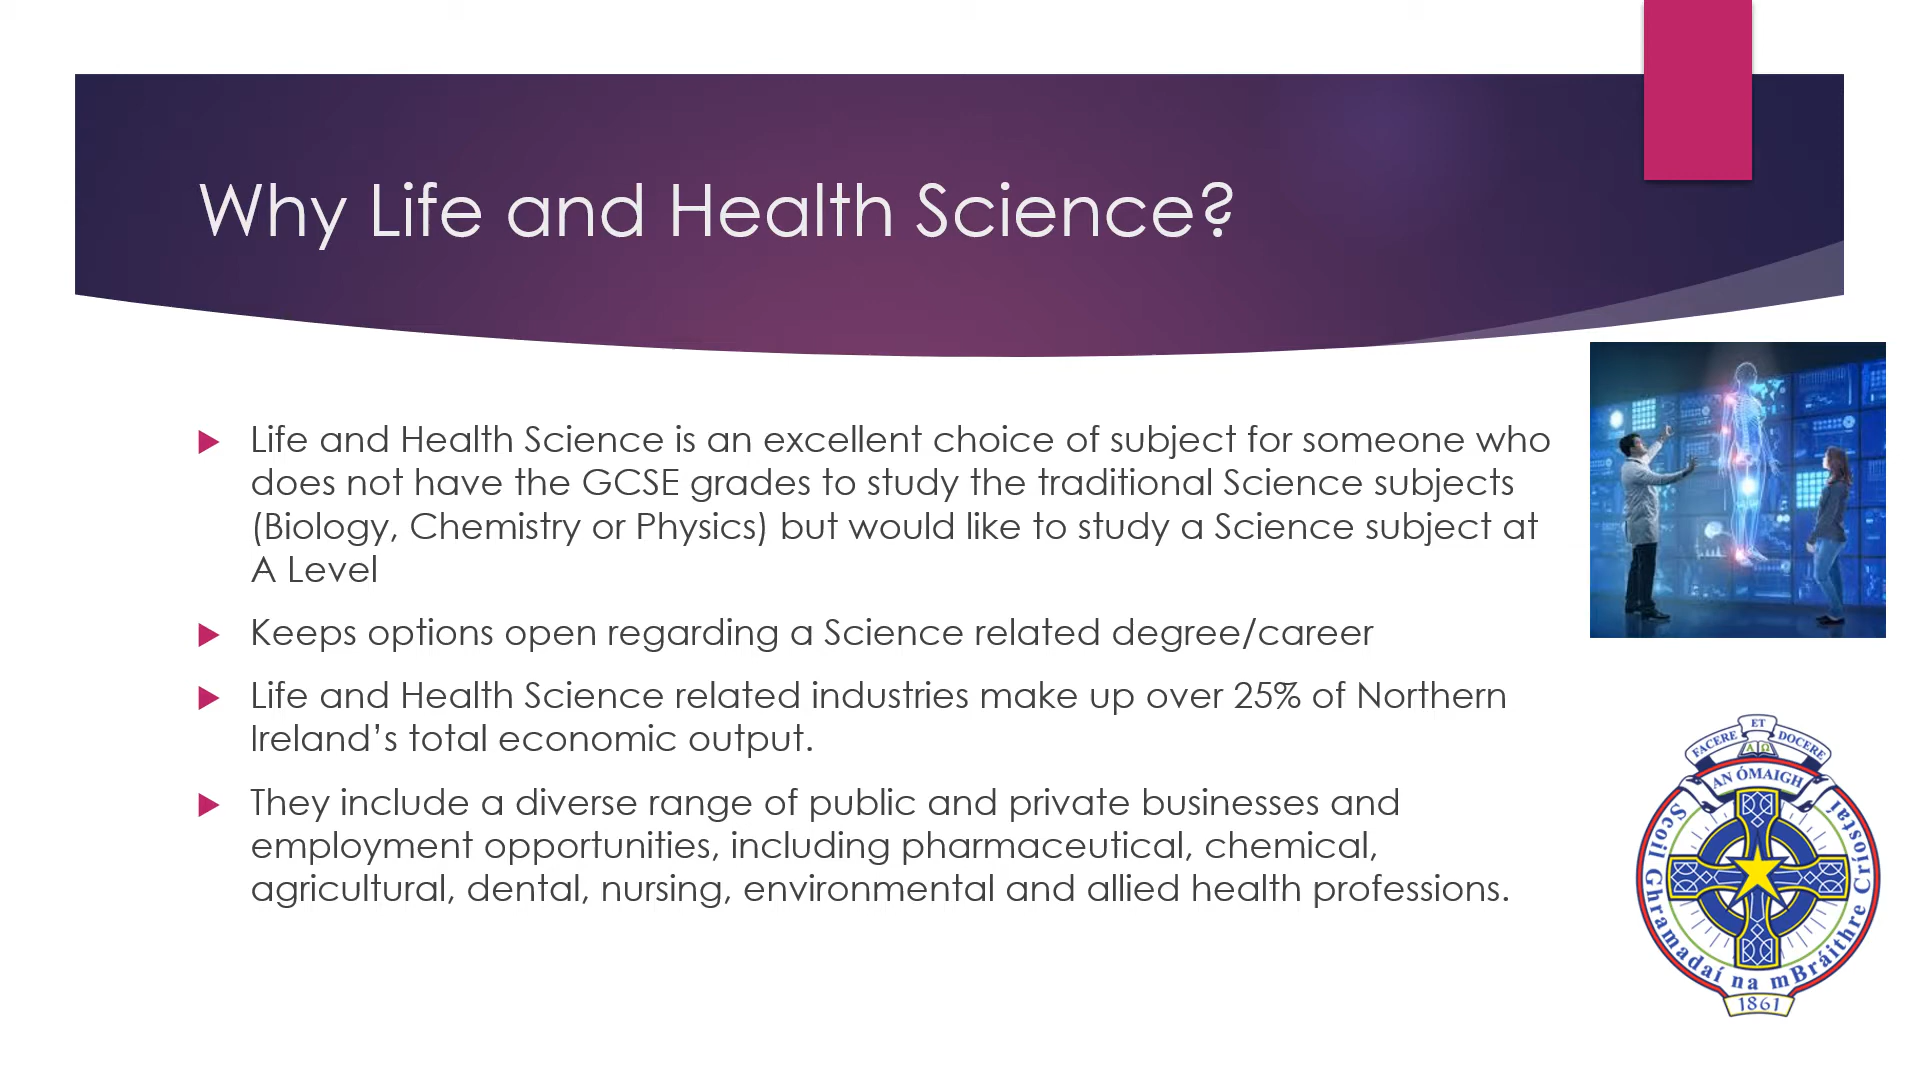 Why Life and Health Science?
Life and Health Science is an excellent choice of subject for someone who
does not have the GCSE grades to study the traditional Science subjects
(Biology, Chemistry or Physics) but would like to study a Science subject at
A Level
Keeps options open regarding a Science related degree/career
Life and Health Science related industries make up over 25% of Northern
Ireland’s total economic output.
They include a diverse range of public and private businesses and
employment opportunities, including pharmaceutical, chemical,
agricultural, dental, nursing, environmental and allied health professions.
FACERE ET DOCERE
Α Ω
AN ÓMAIGH
Scoil Ghramadaí na mBráithre Críostaí
1861